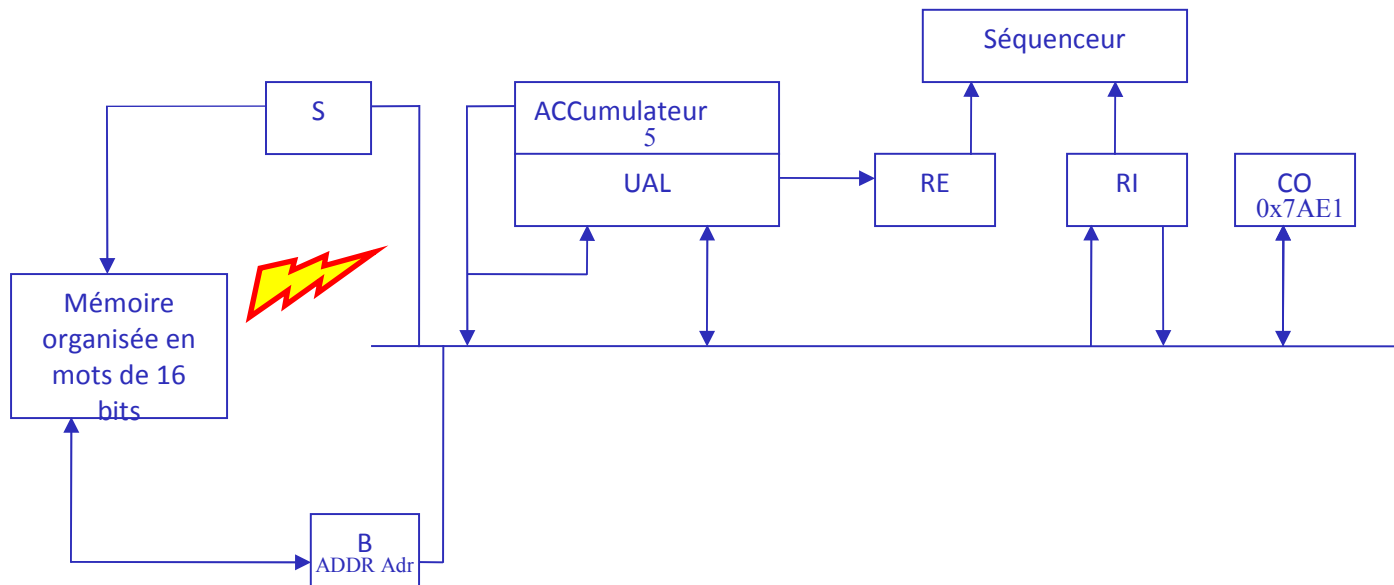 Séquenceur
S
ACCumulateur
5
UAL
RE
RI
CO
0x7AE1
Mémoire
organisée en
mots de 16
bits
B
ADDR Adr